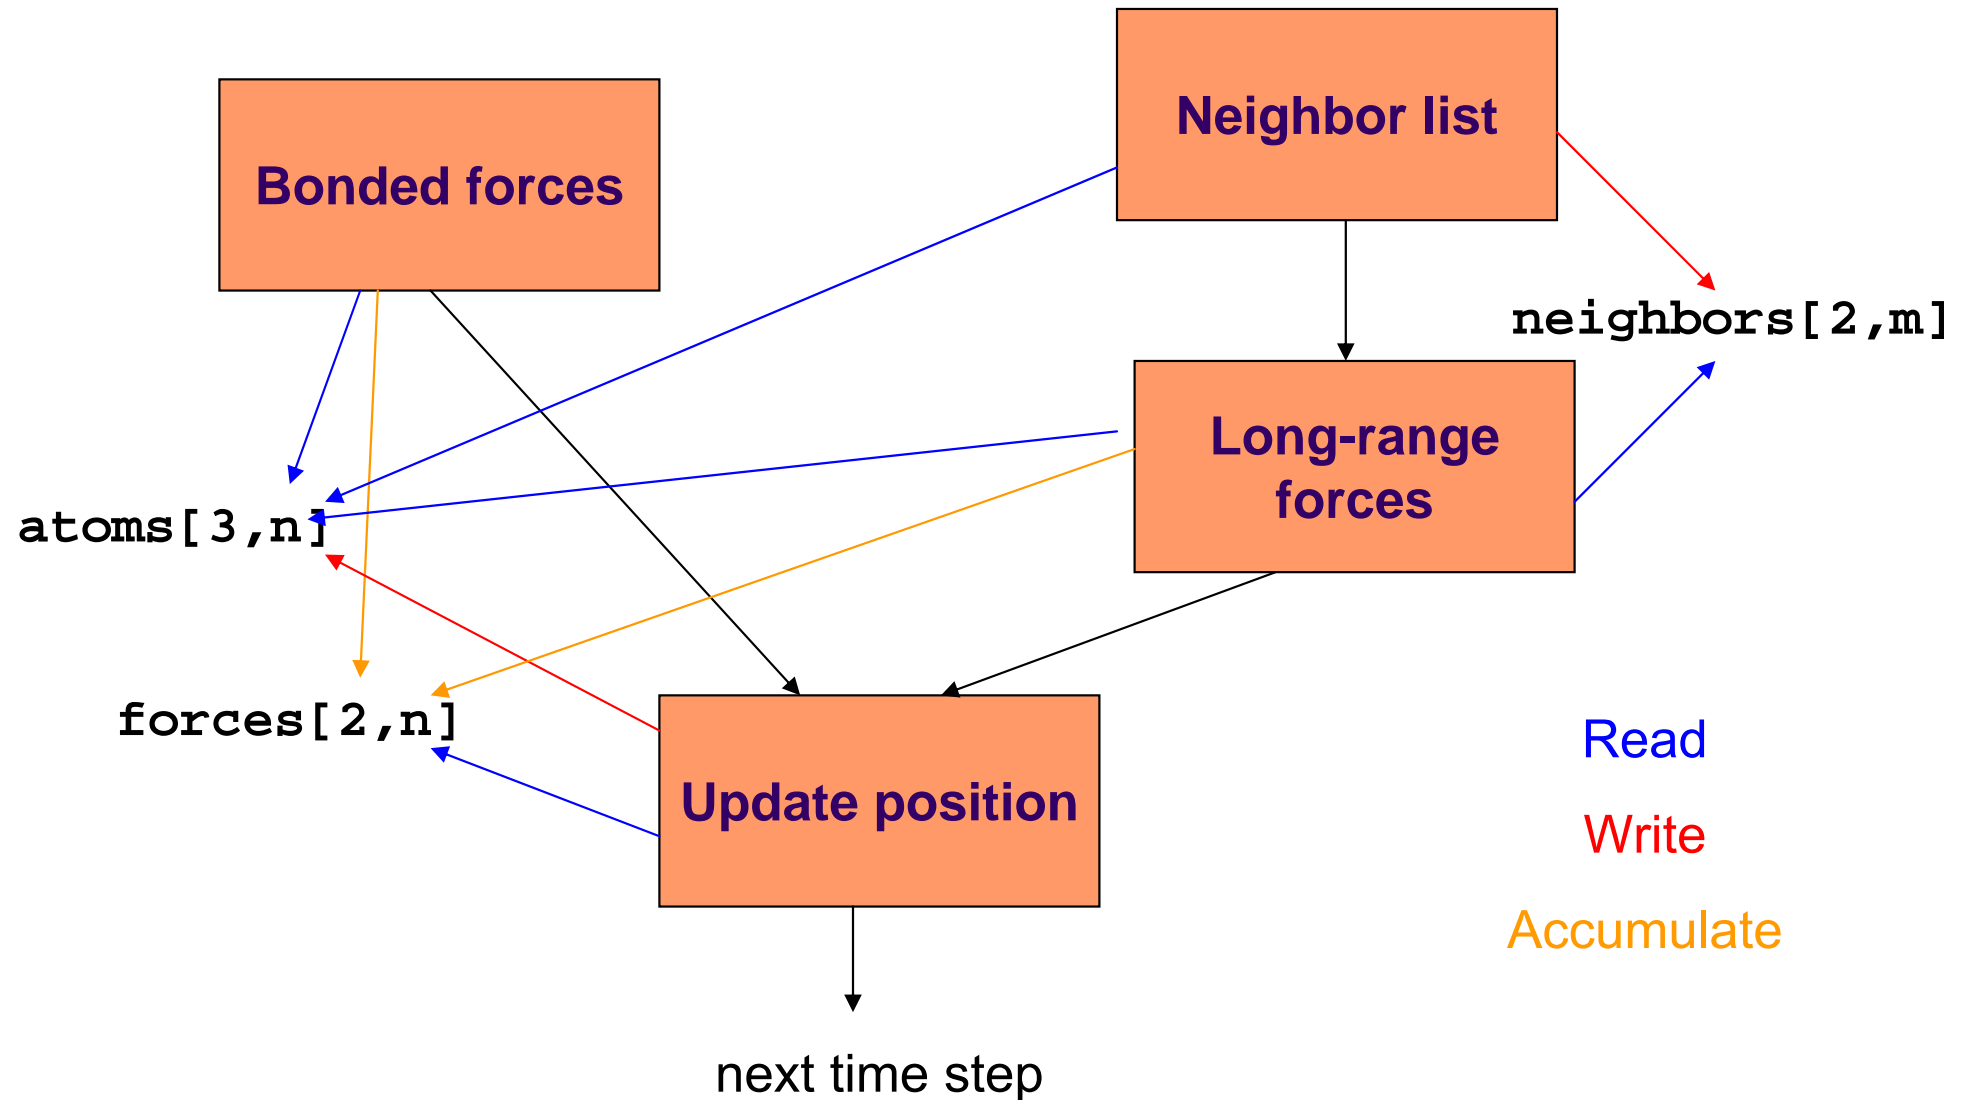 Neighbor list
Bonded forces
neighbors[2,m]
Long-range
forces
atoms[3,n]
forces[2,n]
Update position
Read
Write
Accumulate
next time step